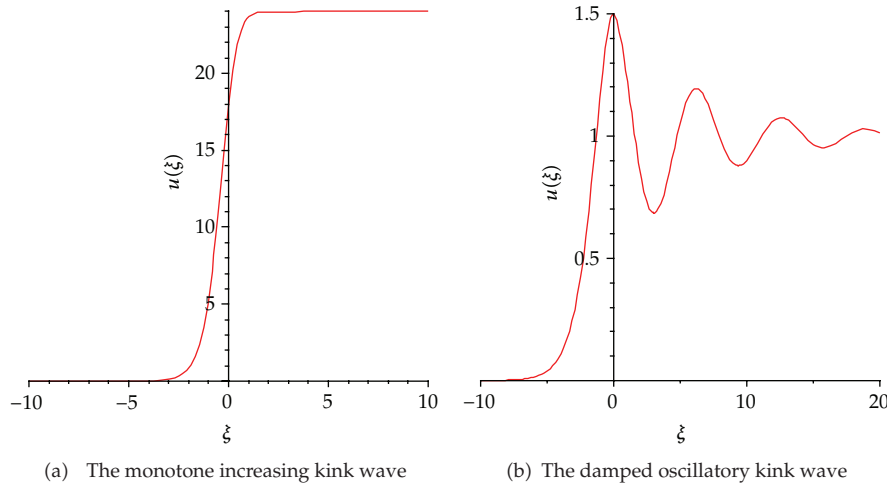 20
15
10
5
u(ξ)
−10
−5
0
5
10
ξ
(a) The monotone increasing kink wave
1.5
1
0.5
u(ξ)
−10
0
10
20
ξ
(b) The damped oscillatory kink wave